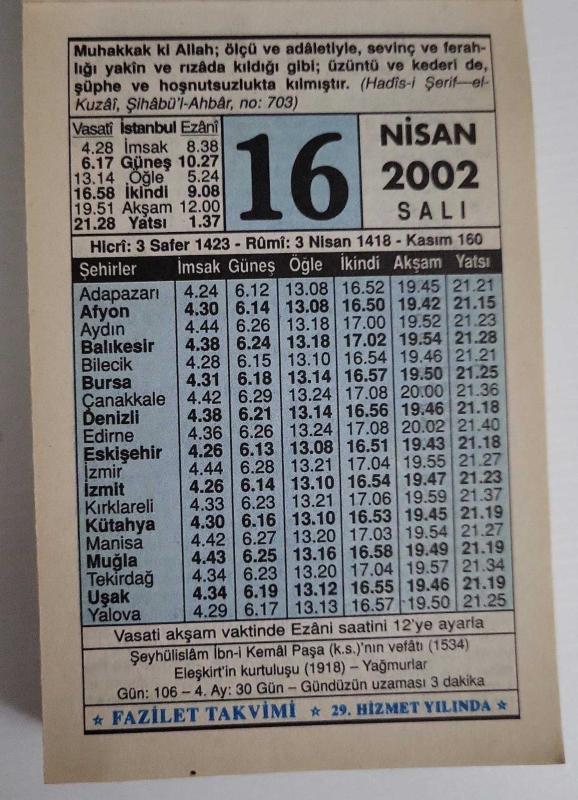 Muhakkak ki Allah; ölçü ve adâletiyle, sevinç ve ferah-
lığı yakîn ve rızâda kıldığı gibi; üzüntü ve kederi de,
şüphe ve hoşnutsuzlukta kılmıştır. (Hadîs-i Şerif—el-
Kuzâî, Şihâbü'l-Ahbâr, no: 703)
Vasatî İstanbul Ezânî
4.28 İmsak 8.38
6.17 Güneş 10.27
13.14 Öğle 5.24
16.58 İkindi 9.08
19.51 Akşam 12.00
21.28 Yatsı 1.37
16
NİSAN
2002
SALI
Hicrî: 3 Safer 1423 - Rûmî: 3 Nisan 1418 - Kasım 160
Şehirler İmsak Güneş Öğle İkindi Akşam Yatsı
Adapazarı 4.24 6.12 13.08 16.52 19.45 21.21
Afyon 4.30 6.14 13.08 16.50 19.42 21.15
Aydın 4.44 6.26 13.18 17.00 19.52 21.23
Balıkesir 4.38 6.24 13.18 17.02 19.54 21.28
Bilecik 4.28 6.15 13.10 16.54 19.46 21.21
Bursa 4.31 6.18 13.14 16.57 19.50 21.25
Çanakkale 4.42 6.29 13.24 17.08 20.00 21.36
Denizli 4.38 6.21 13.14 16.56 19.46 21.18
Edirne 4.36 6.26 13.24 17.08 20.02 21.40
Eskişehir 4.26 6.13 13.08 16.51 19.43 21.18
İzmir 4.44 6.28 13.21 17.04 19.55 21.27
İzmit 4.26 6.14 13.10 16.54 19.47 21.23
Kırklareli 4.33 6.23 13.21 17.06 19.59 21.37
Kütahya 4.30 6.16 13.10 16.53 19.45 21.19
Manisa 4.42 6.27 13.20 17.03 19.54 21.27
Muğla 4.43 6.25 13.16 16.58 19.49 21.19
Tekirdağ 4.34 6.23 13.20 17.04 19.57 21.34
Uşak 4.34 6.19 13.12 16.55 19.46 21.19
Yalova 4.29 6.17 13.13 16.57 19.50 21.25
Vasati akşam vaktinde Ezâni saatini 12'ye ayarla
Şeyhülislâm İbn-i Kemâl Paşa (k.s.)'nın vefâtı (1534)
Eleşkirt'in kurtuluşu (1918) – Yağmurlar
Gün: 106 – 4. Ay: 30 Gün – Gündüzün uzaması 3 dakika
FAZİLET TAKVİMİ 29. HİZMET YILINDA